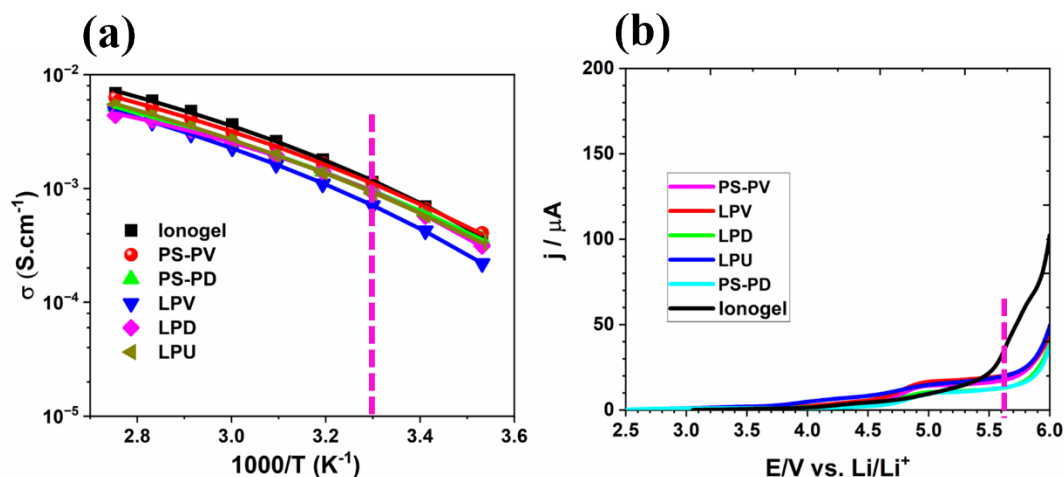 (a)
σ (S.cm⁻¹)
10⁻²
10⁻³
10⁻⁴
10⁻⁵
Ionogel
PS-PV
PS-PD
LPV
LPD
LPU
2.8 3.0 3.2 3.4 3.6
1000/T (K⁻¹)
(b)
j / μA
200
150
100
50
0
PS-PV
LPV
LPD
LPU
PS-PD
Ionogel
2.5 3.0 3.5 4.0 4.5 5.0 5.5 6.0
E/V vs. Li/Li⁺